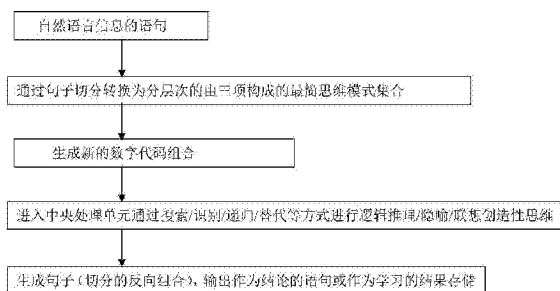 自然语言信息的语句
通过句子切分转换为分层次的由三项构成的最简思维模式集合
生成新的数字代码组合
进入中央处理单元通过搜索/识别/递归/替代等方式进行逻辑推理/隐喻/联想创造性思维
生成句子(切分的反向组合),输出作为结论的语句或作为学习的结果存储